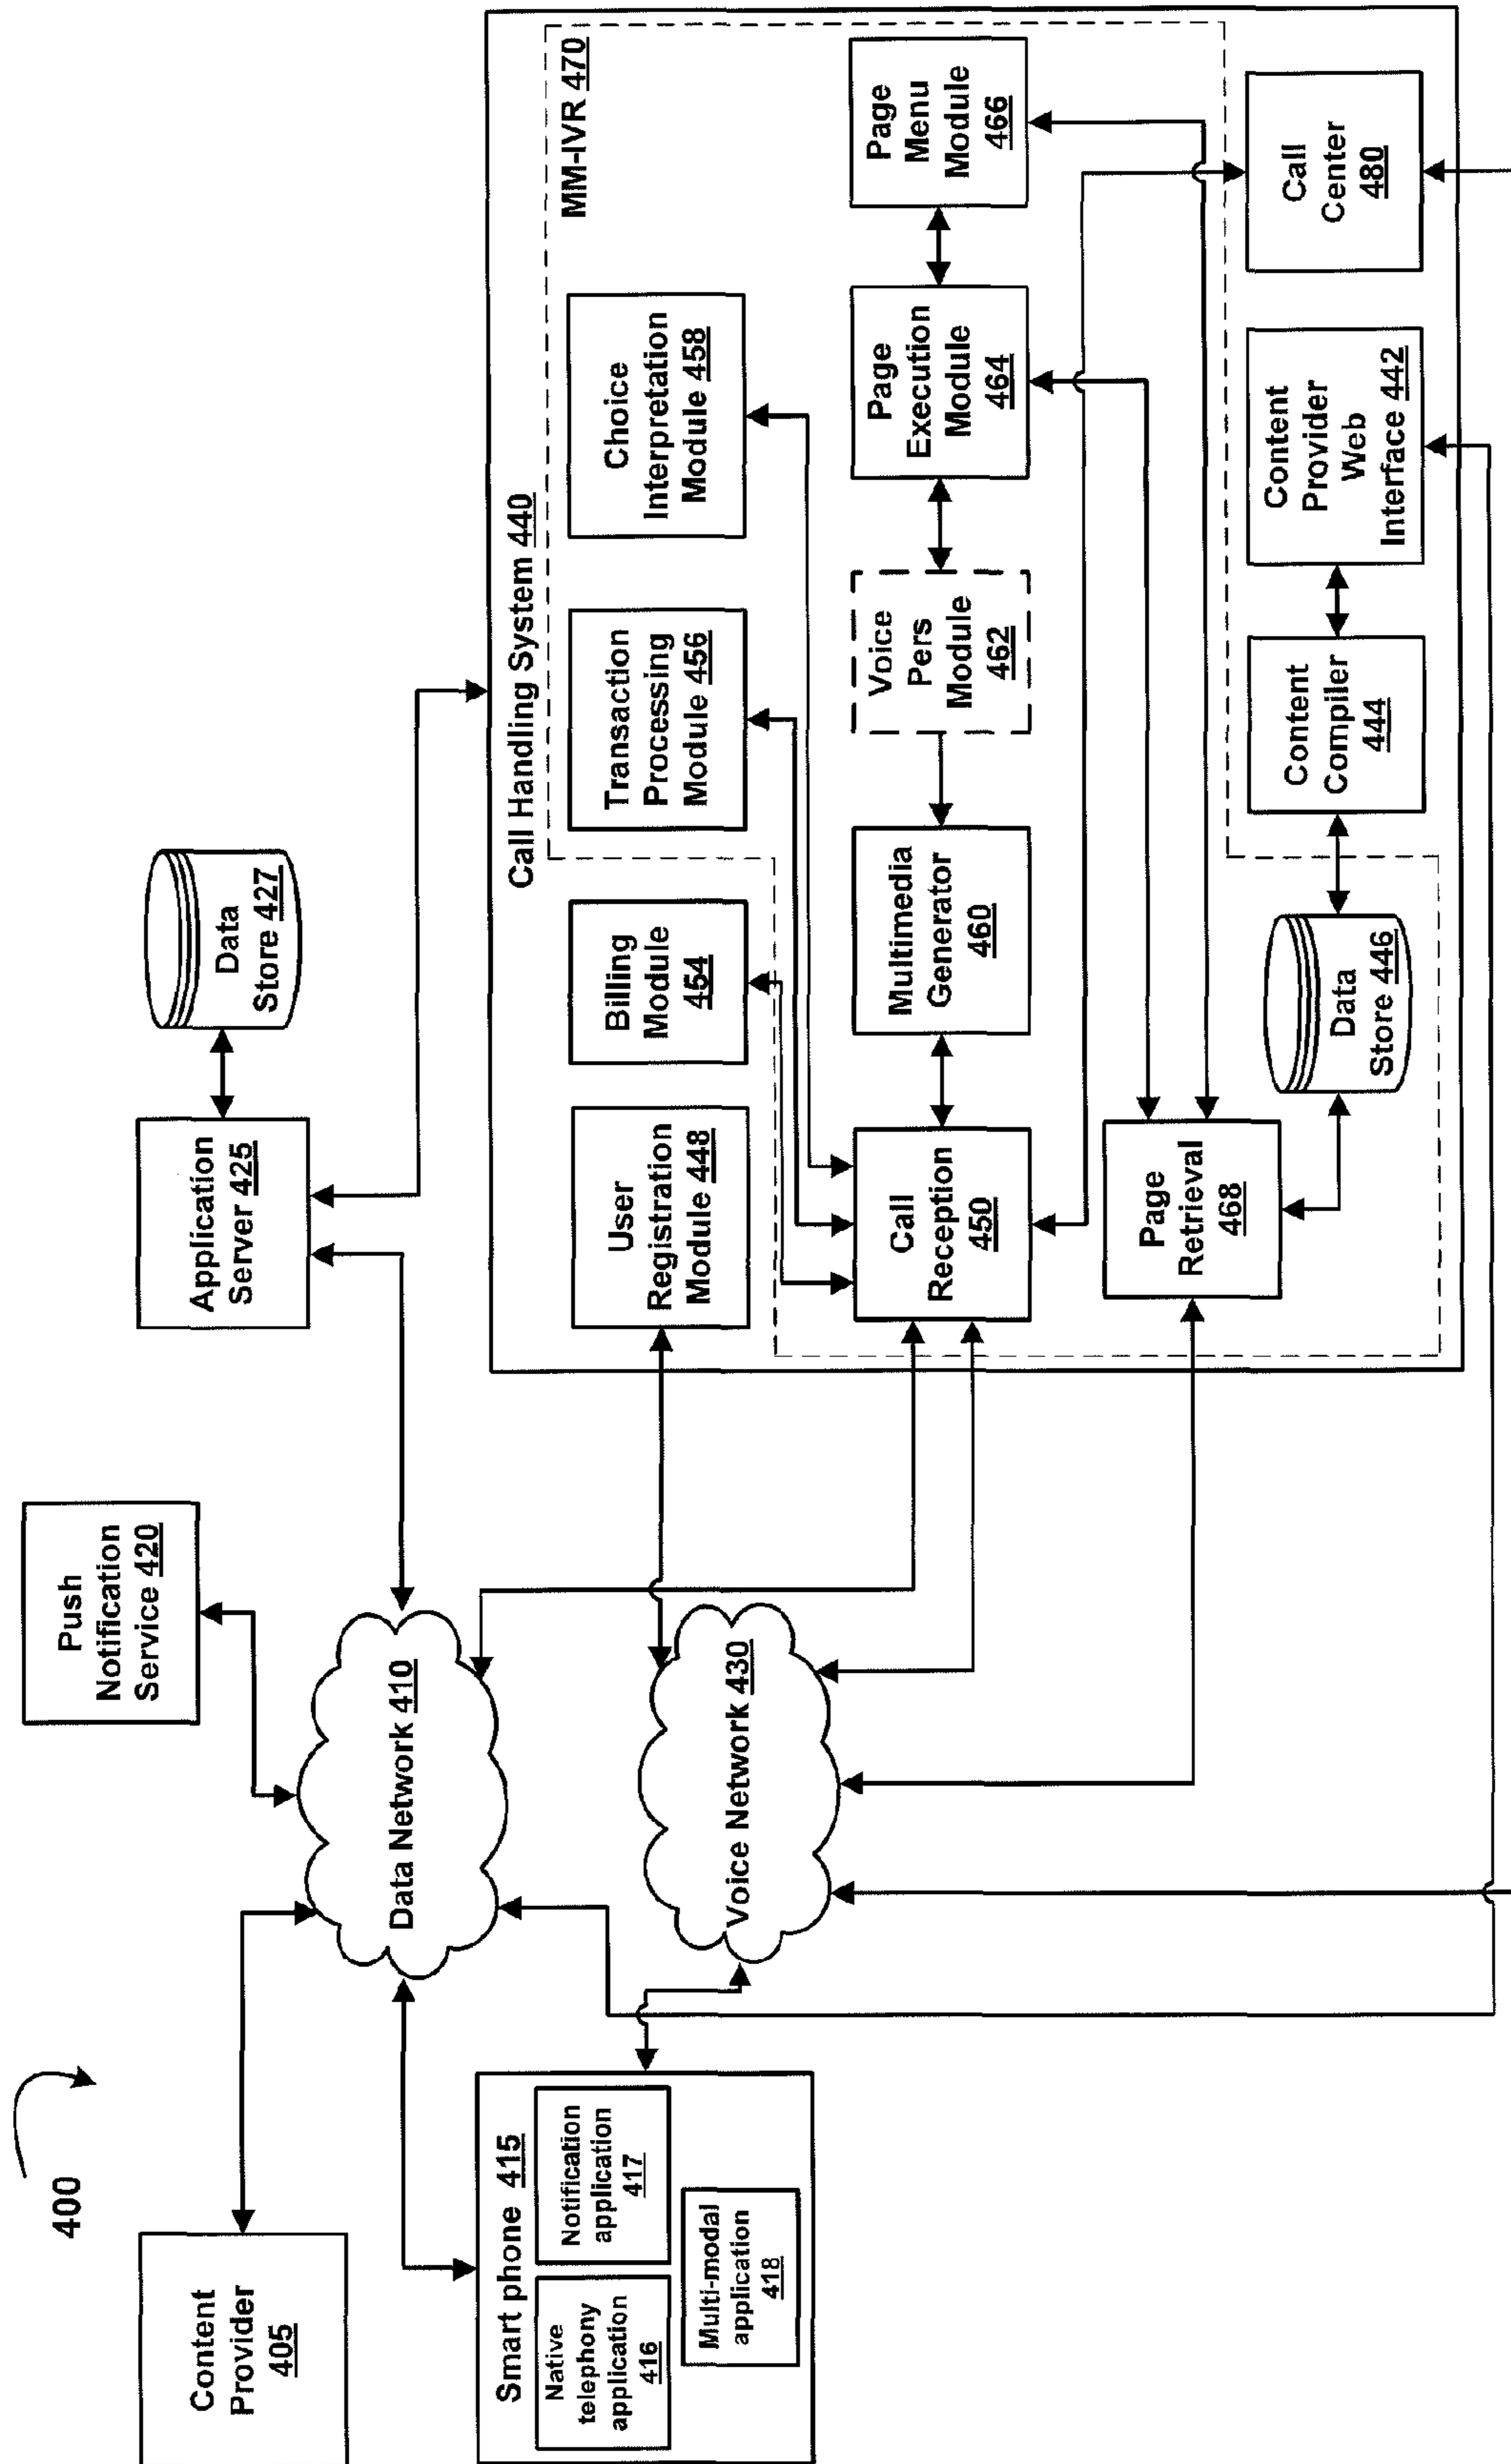 400
Content
Provider
405
Smart phone 415
Native
telephony
application
416
Notification
application
417
Multi-modal
application
418
Data Network 410
Voice Network 430
Push
Notification
Service 420
Application
Server 425
Data
Store 427
Call Handling System 440
MM-IVR 470
User
Registration
Module 448
Billing
Module
454
Transaction
Processing
Module 456
Choice
Interpretation
Module 458
Call
Reception
450
Multimedia
Generator
460
Voice
Pers
Module
462
Page
Execution
Module
464
Page
Menu
Module
466
Page
Retrieval
468
Data
Store 446
Content
Compiler
444
Content
Provider
Web
Interface 442
Call
Center
480